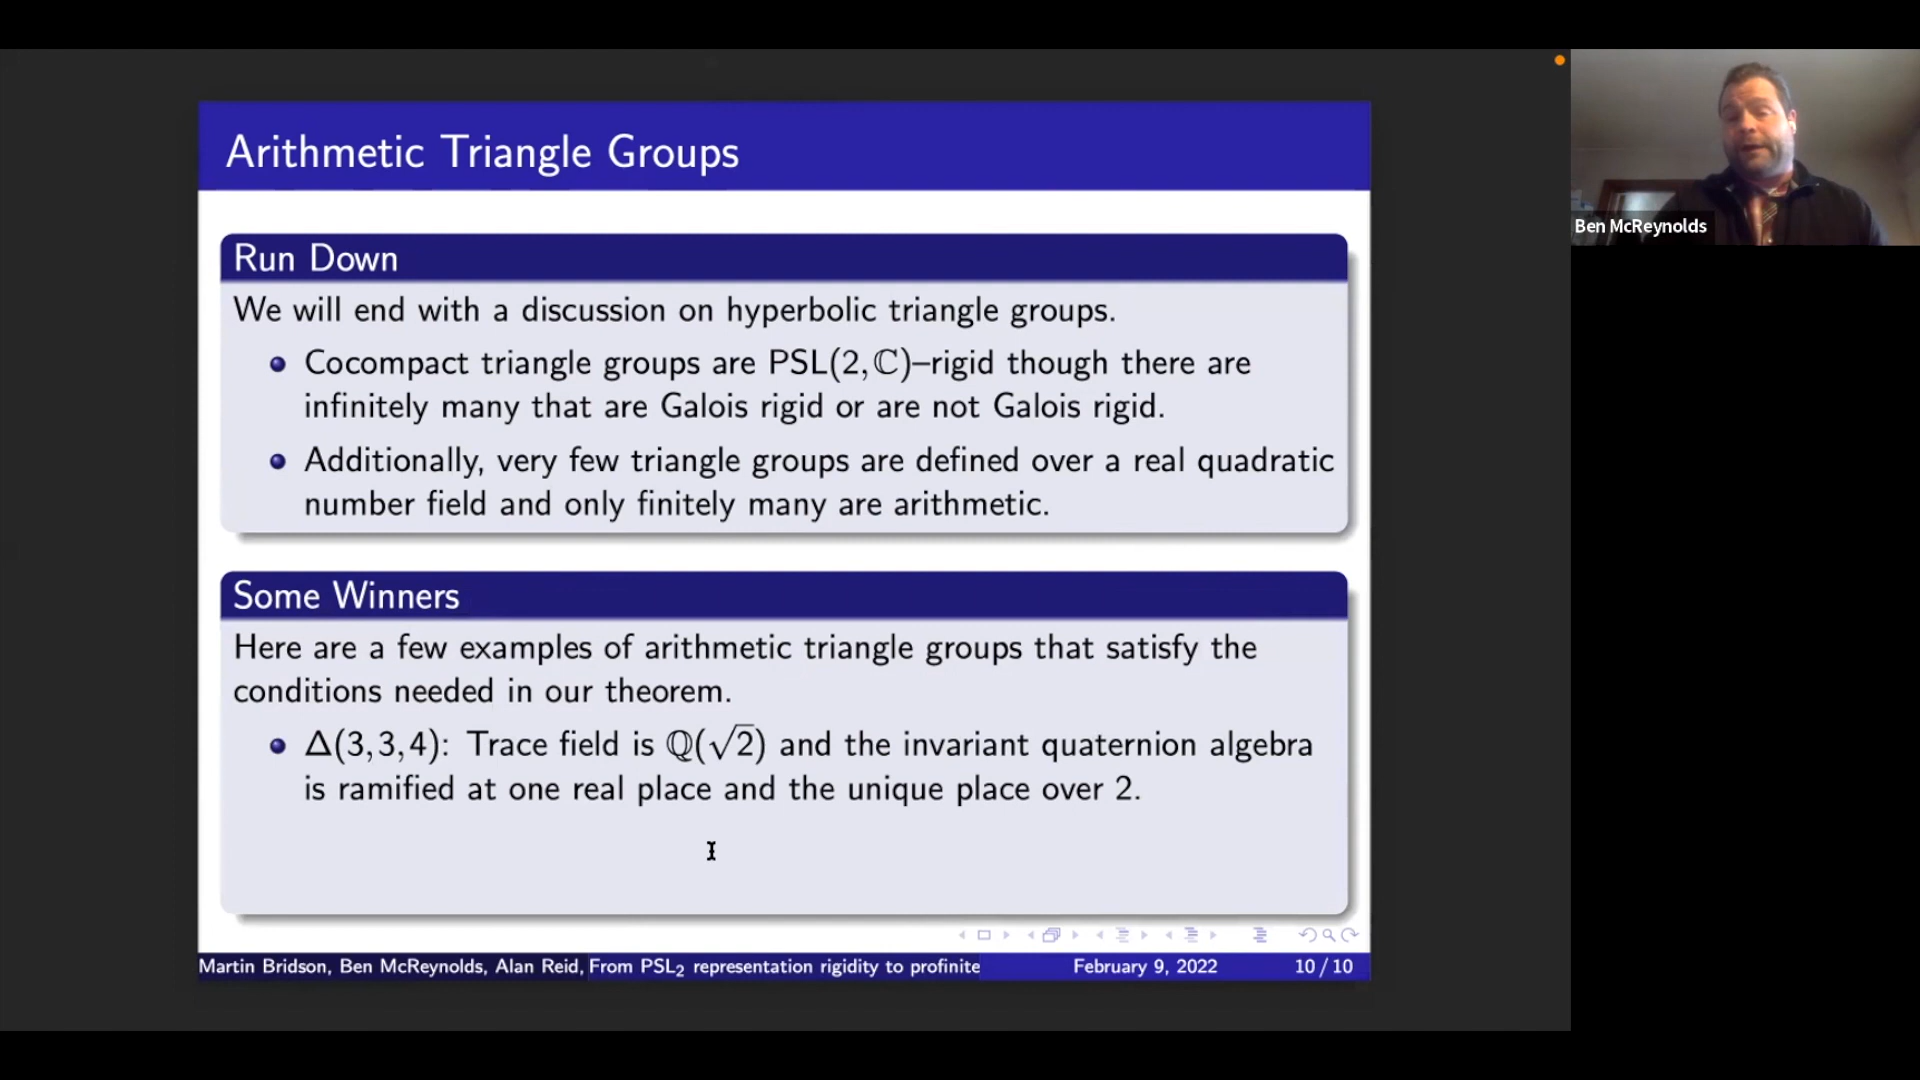 Arithmetic Triangle Groups
Run Down
We will end with a discussion on hyperbolic triangle groups.
Cocompact triangle groups are PSL(2, ℂ)–rigid though there are
infinitely many that are Galois rigid or are not Galois rigid.
Additionally, very few triangle groups are defined over a real quadratic
number field and only finitely many are arithmetic.
Some Winners
Here are a few examples of arithmetic triangle groups that satisfy the
conditions needed in our theorem.
Δ(3, 3, 4): Trace field is ℚ(√2) and the invariant quaternion algebra
is ramified at one real place and the unique place over 2.
Martin Bridson, Ben McReynolds, Alan Reid, From PSL₂ representation rigidity to profinite February 9, 2022 10 / 10
Ben McReynolds